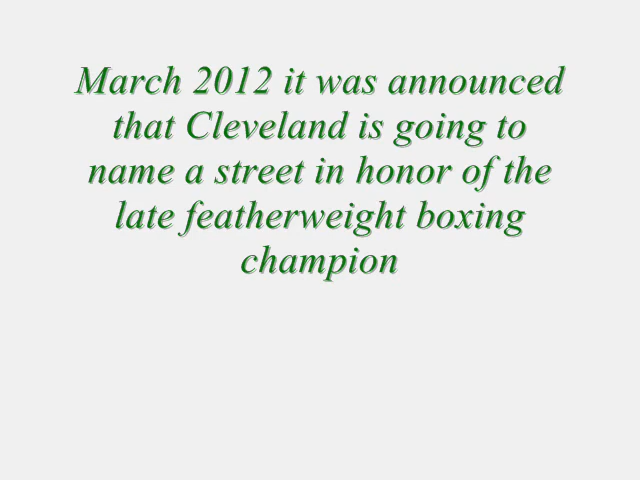 March 2012 it was announced
that Cleveland is going to
name a street in honor of the
late featherweight boxing
champion